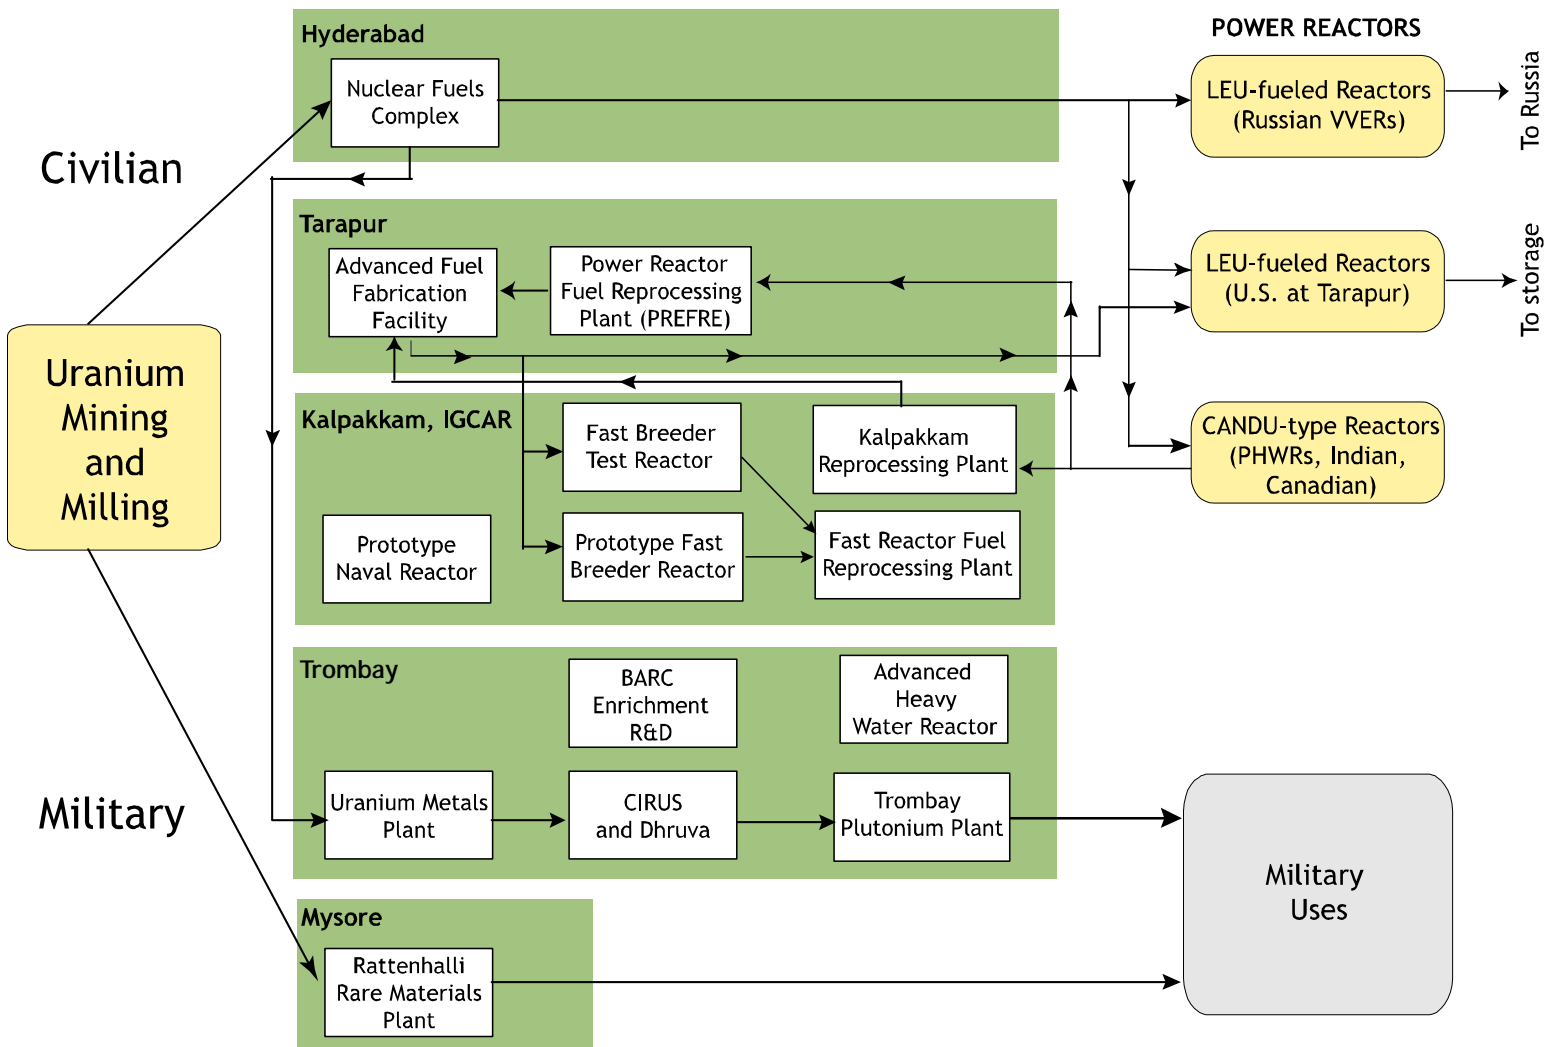 Hyderabad
Nuclear Fuels
Complex
POWER REACTORS
LEU-fueled Reactors
(Russian VVERs)
To Russia
Civilian
Tarapur
Advanced Fuel
Fabrication
Facility
Power Reactor
Fuel Reprocessing
Plant (PREFRE)
LEU-fueled Reactors
(U.S. at Tarapur)
To storage
Uranium
Mining
and
Milling
Kalpakkam, IGCAR
Fast Breeder
Test Reactor
Kalpakkam
Reprocessing Plant
CANDU-type Reactors
(PHWRs, Indian,
Canadian)
Prototype
Naval Reactor
Prototype Fast
Breeder Reactor
Fast Reactor Fuel
Reprocessing Plant
Trombay
BARC
Enrichment
R&D
Advanced
Heavy
Water Reactor
Military
Uranium Metals
Plant
CIRUS
and Dhruva
Trombay
Plutonium Plant
Military
Uses
Mysore
Rattenhalli
Rare Materials
Plant